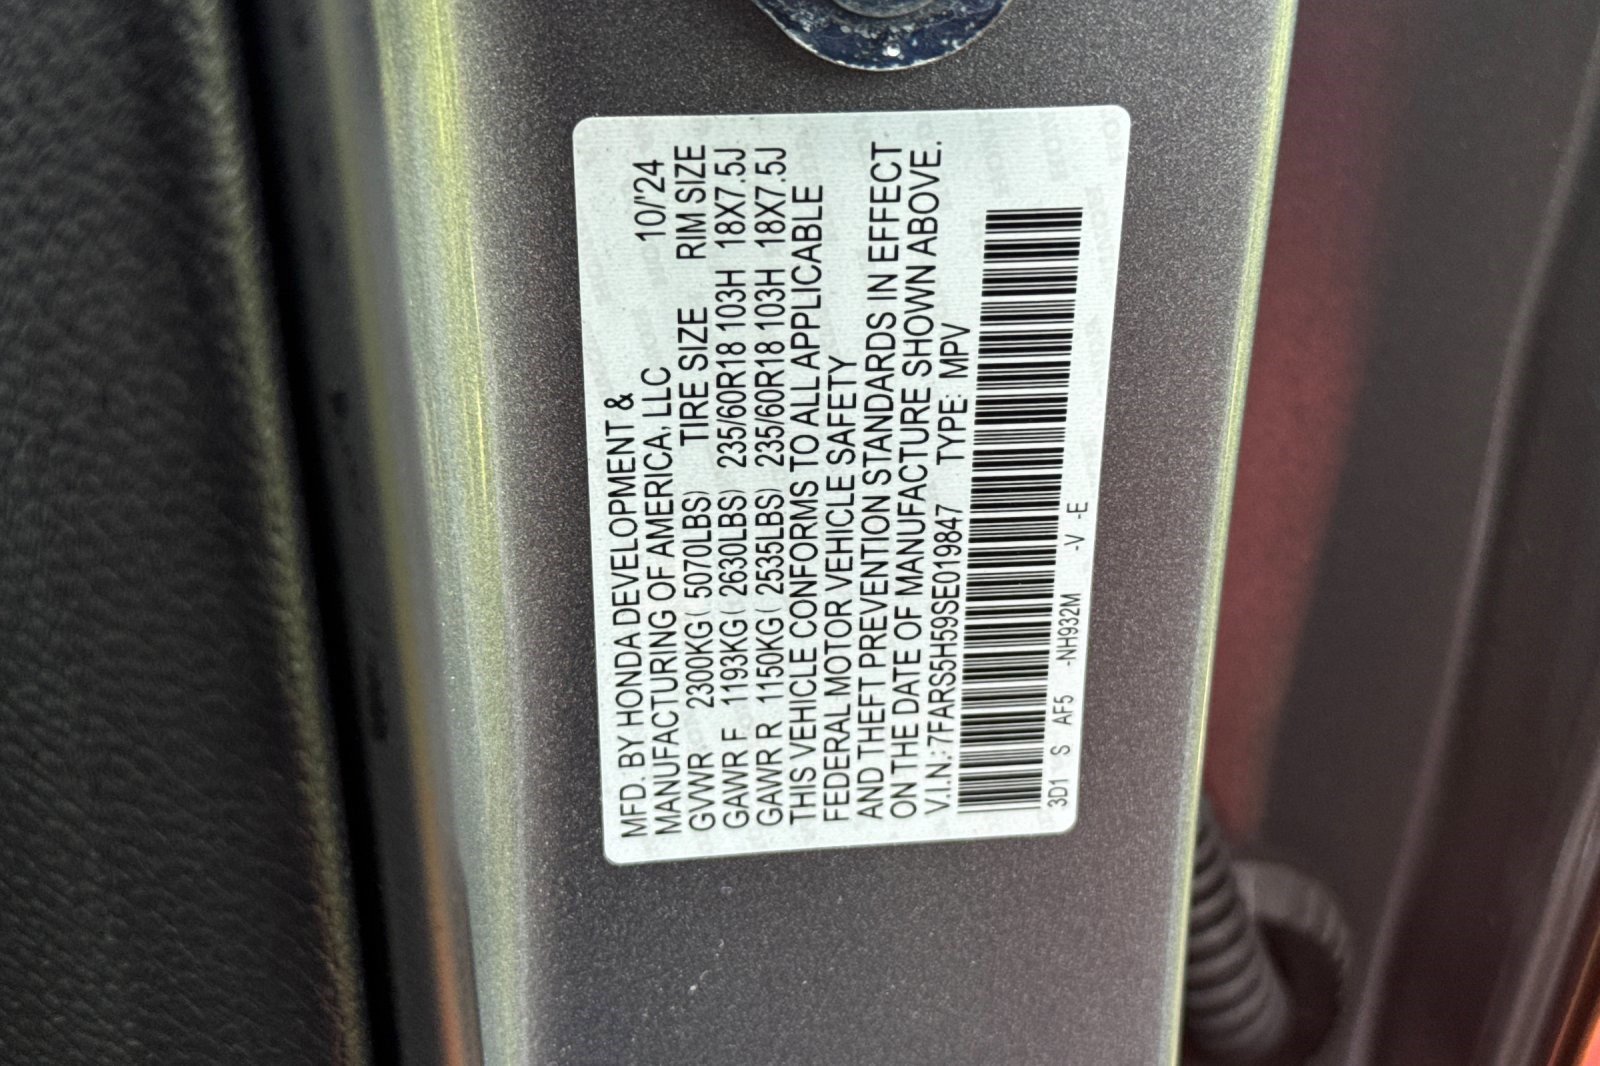 MFD. BY HONDA DEVELOPMENT &
MANUFACTURING OF AMERICA, LLC 10/'24
GVWR 2300KG( 5070LBS) TIRE SIZE RIM SIZE
GAWR F 1193KG( 2630LBS) 235/60R18 103H 18X7.5J
GAWR R 1150KG( 2535LBS) 235/60R18 103H 18X7.5J
THIS VEHICLE CONFORMS TO ALL APPLICABLE
FEDERAL MOTOR VEHICLE SAFETY
AND THEFT PREVENTION STANDARDS IN EFFECT
ON THE DATE OF MANUFACTURE SHOWN ABOVE.
V.I.N.: 7FARS5H59SE019847 TYPE: MPV
3D1 S AF5 -NH932M -V -E